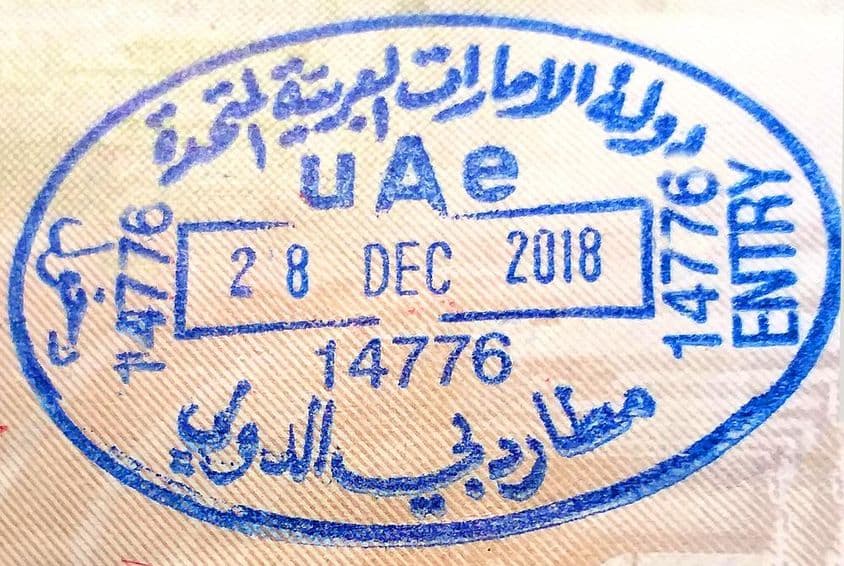 دولة الامارات العربية المتحدة
uAe
14776
28 DEC 2018
14776
ENTRY
14776
مطار دبي الدولي